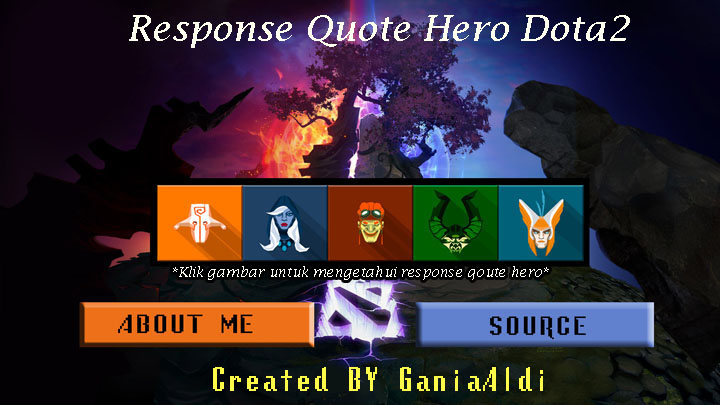 Response Quote Hero Dota2
*Klik gambar untuk mengetahui response qoute hero*
ABOUT ME
SOURCE
Created BY GaniaAldi